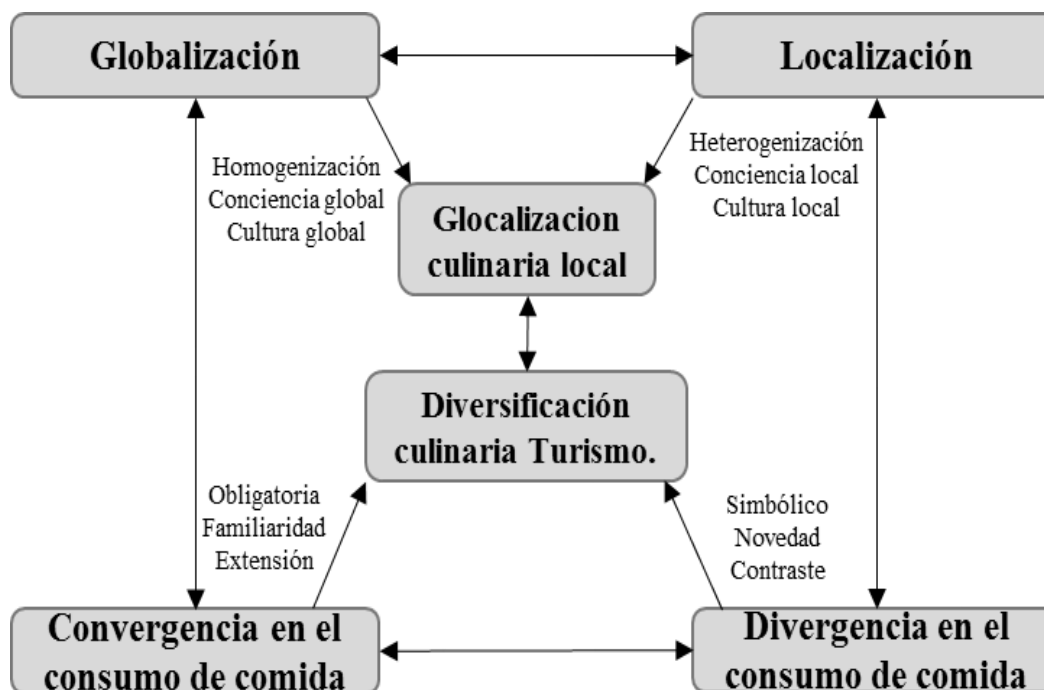 Globalización
Localización
Homogenización
Conciencia global
Cultura global
Heterogenización
Conciencia local
Cultura local
Glocalizacion
culinaria local
Diversificación
culinaria Turismo.
Obligatoria
Familiaridad
Extensión
Simbólico
Novedad
Contraste
Convergencia en el
consumo de comida
Divergencia en el
consumo de comida